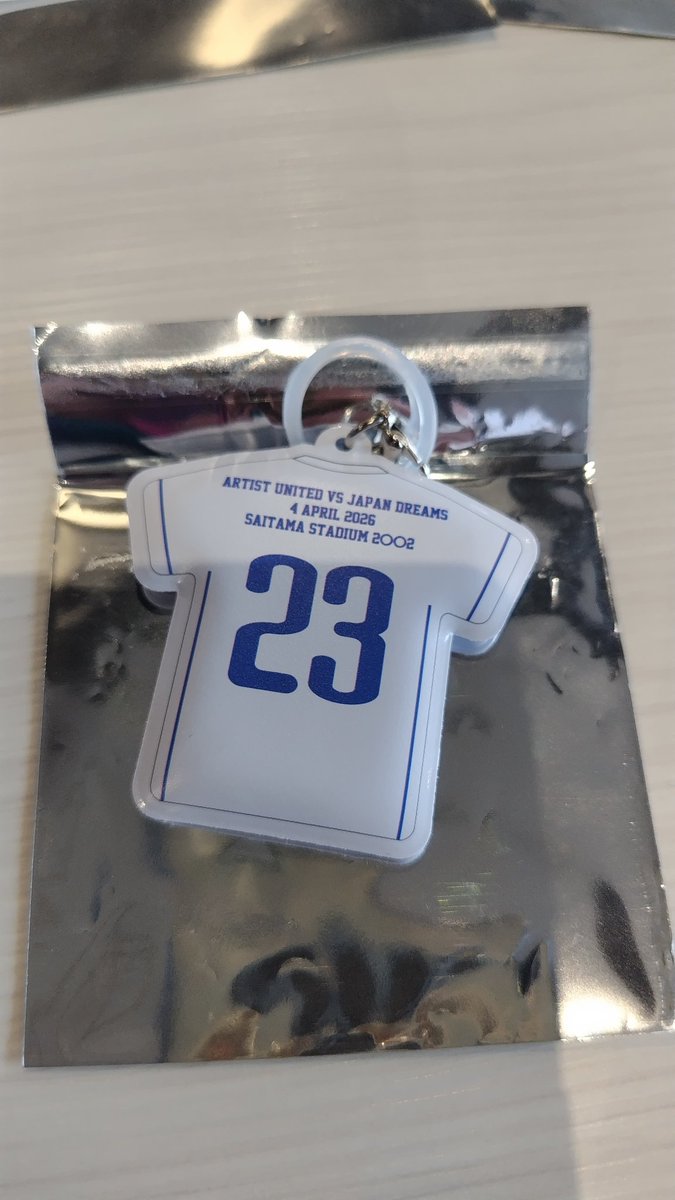 ARTIST UNITED VS JAPAN DREAMS
4 APRIL 2026
SAITAMA STADIUM 2002
23